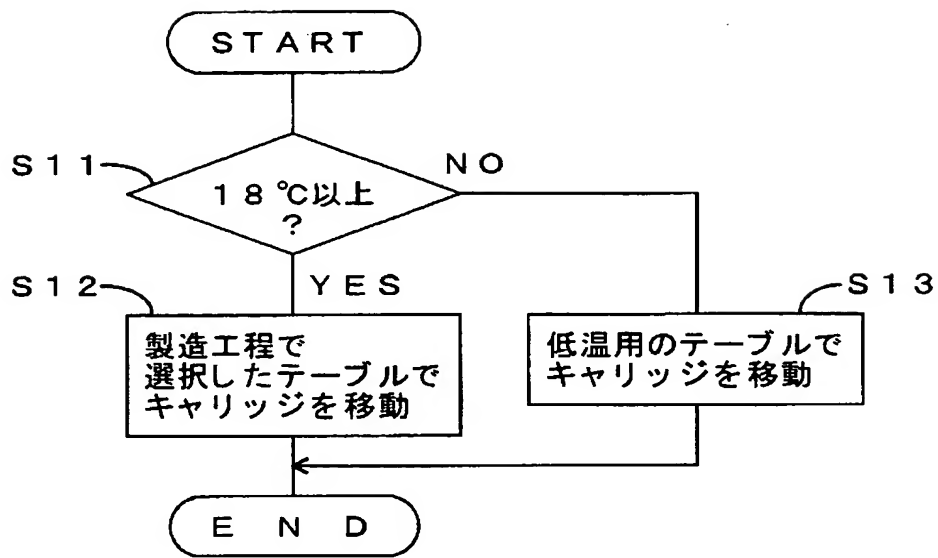 START
S11
NO
18℃以上
?
S12
YES
S13
製造工程で
選択したテーブルで
キャリッジを移動
低温用のテーブルで
キャリッジを移動
END